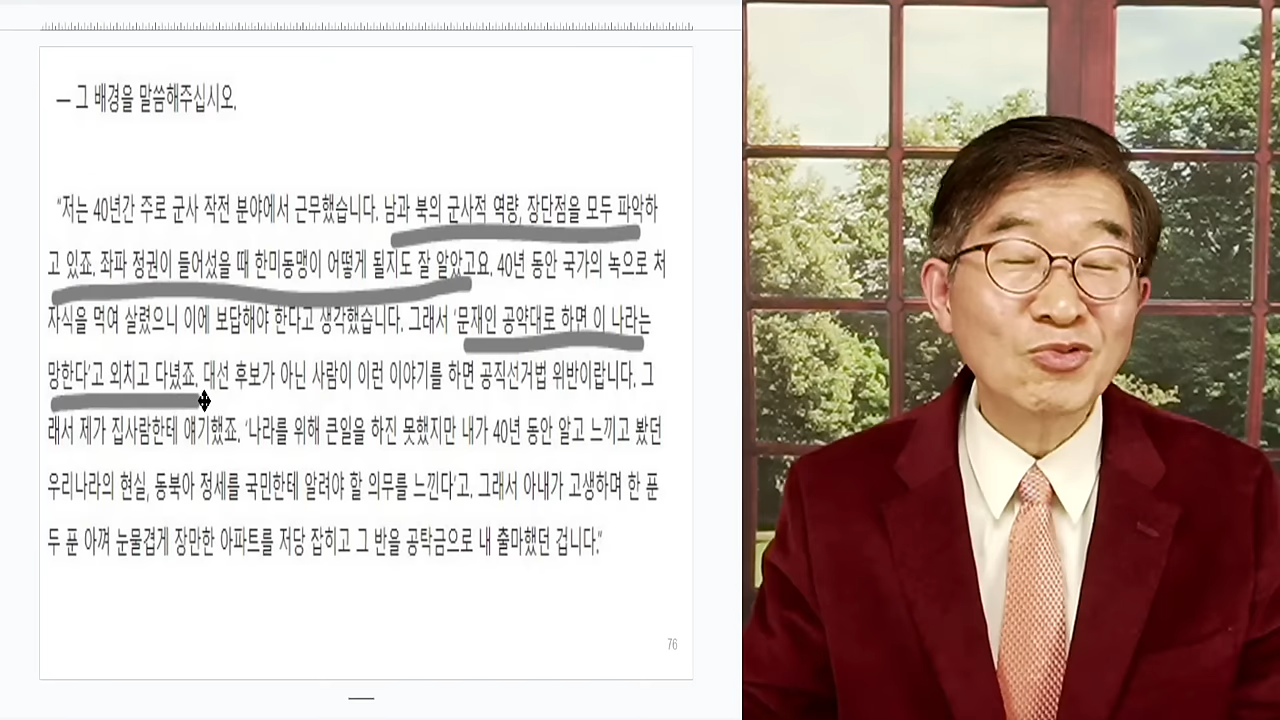 — 그 배경을 말씀해주십시오.
“저는 40년간 주로 군사 작전 분야에서 근무했습니다. 남과 북의 군사적 역량, 장단점을 모두 파악하
고 있죠. 좌파 정권이 들어섰을 때 한미동맹이 어떻게 될지도 잘 알았고요. 40년 동안 국가의 녹으로 처
자식을 먹여 살렸으니 이에 보답해야 한다고 생각했습니다. 그래서 ‘문재인 공약대로 하면 이 나라는
망한다’고 외치고 다녔죠. 대선 후보가 아닌 사람이 이런 이야기를 하면 공직선거법 위반이랍니다. 그
래서 제가 집사람한테 얘기했죠. ‘나라를 위해 큰일을 하진 못했지만 내가 40년 동안 알고 느끼고 봤던
우리나라의 현실, 동북아 정세를 국민한테 알려야 할 의무를 느낀다’고. 그래서 아내가 고생하며 한 푼
두 푼 아껴 눈물겹게 장만한 아파트를 저당 잡히고 그 반을 공탁금으로 내 출마했던 겁니다.”
76